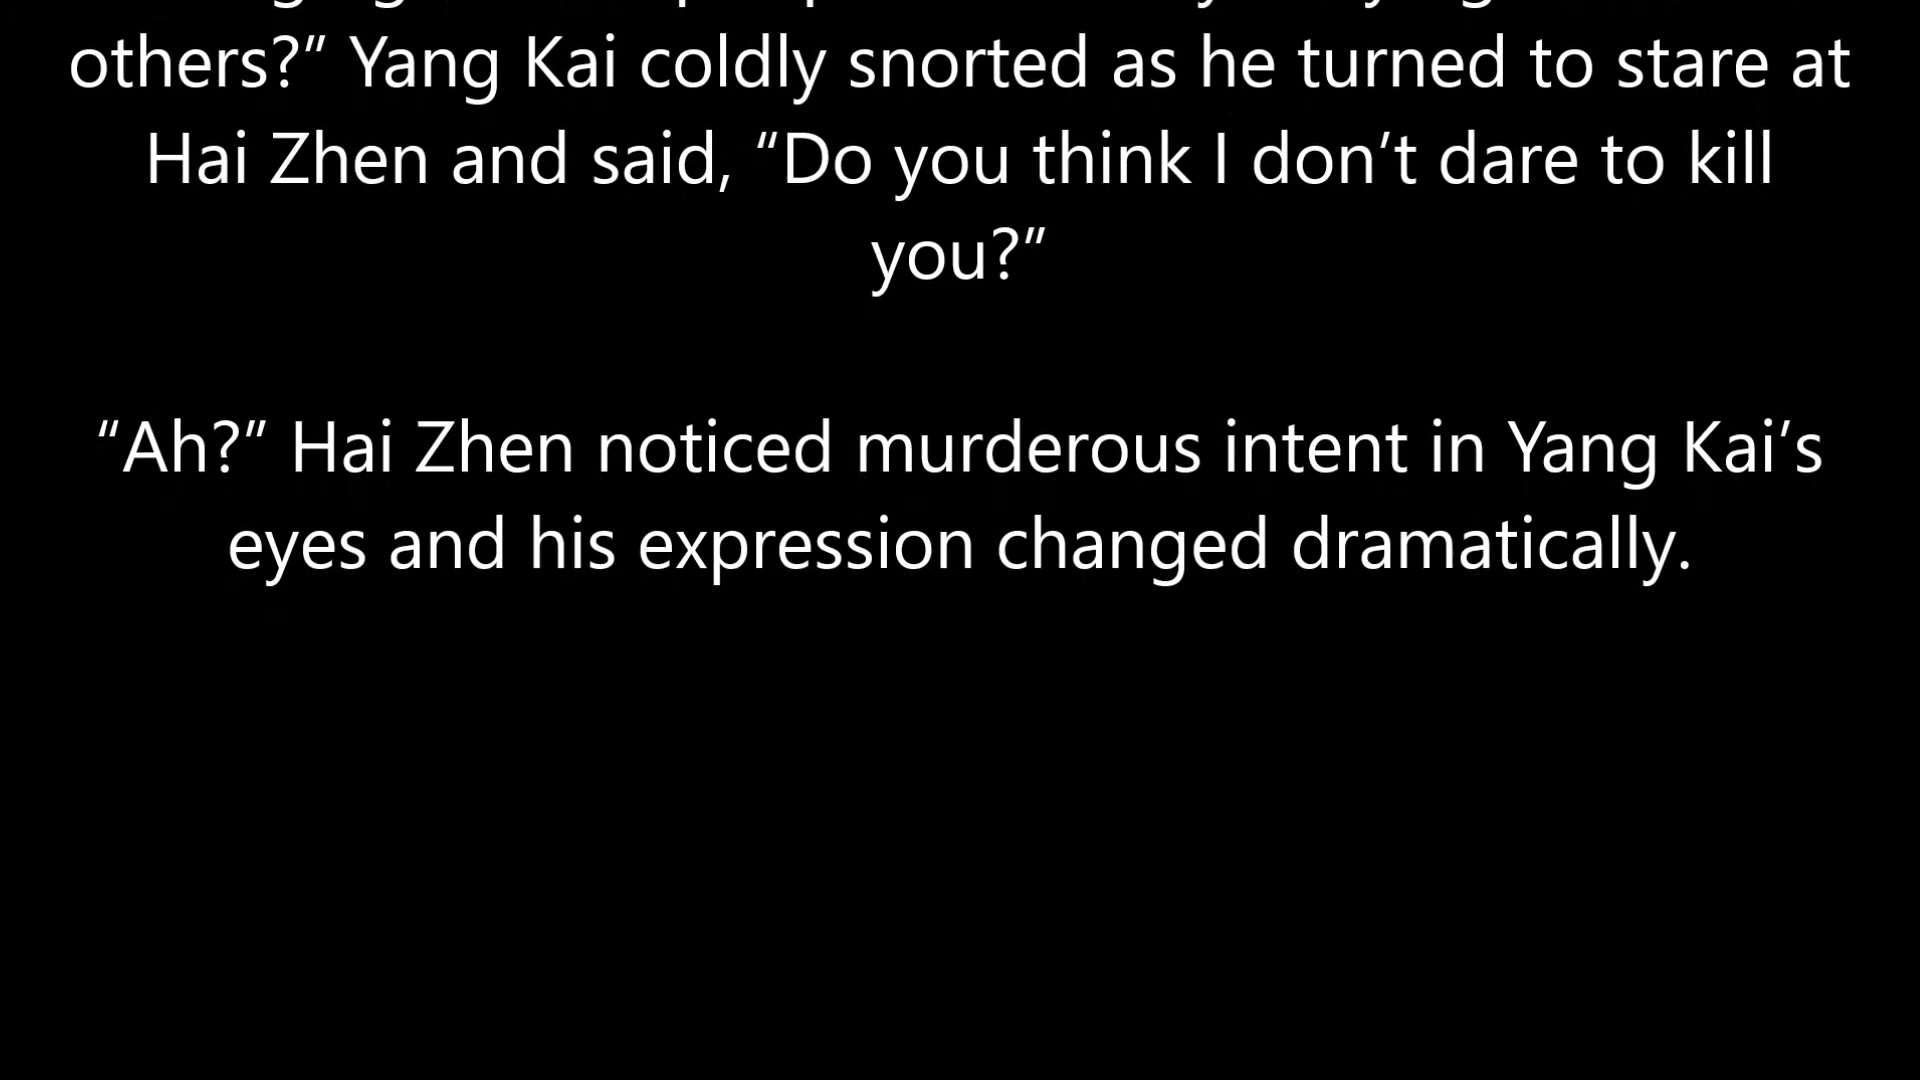 others?” Yang Kai coldly snorted as he turned to stare at
Hai Zhen and said, “Do you think I don’t dare to kill
you?”
“Ah?” Hai Zhen noticed murderous intent in Yang Kai’s
eyes and his expression changed dramatically.